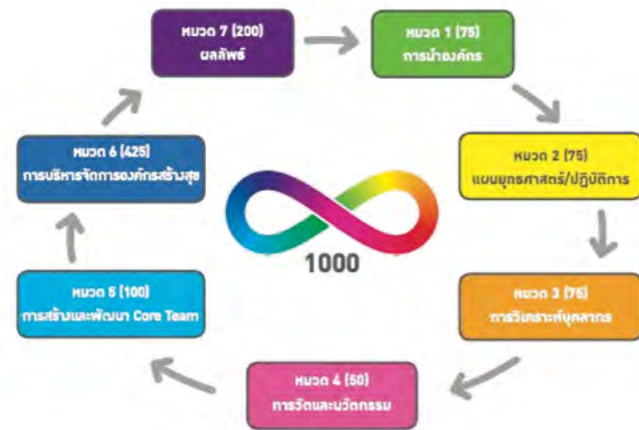 หมวด 7 (200)
ผลลัพธ์
หมวด 1 (75)
การนำองค์กร
หมวด 2 (75)
แผนยุทธศาสตร์/ปฏิบัติการ
หมวด 3 (75)
การวิเคราะห์บุคลากร
หมวด 4 (50)
การวัดและนวัตกรรม
หมวด 5 (100)
การสร้างและพัฒนา Core Team
หมวด 6 (425)
การบริหารจัดการองค์กรสร้างสุข
1000